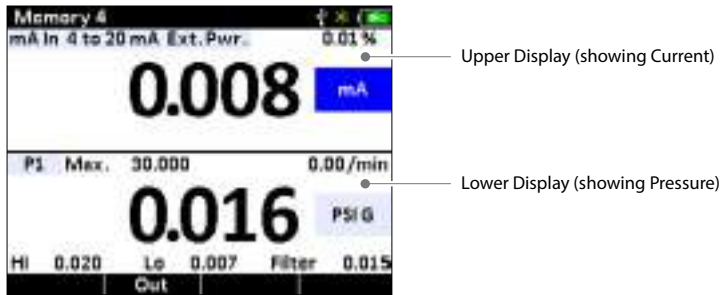 Memory 4
mA In 4 to 20 mA Ext. Pwr. 0.01 %
Upper Display (showing Current)
0.008 mA
P1 Max. 30.000 0.00/min
Lower Display (showing Pressure)
0.016 PSI G
Hi 0.020 Lo 0.007 Filter 0.015
Out